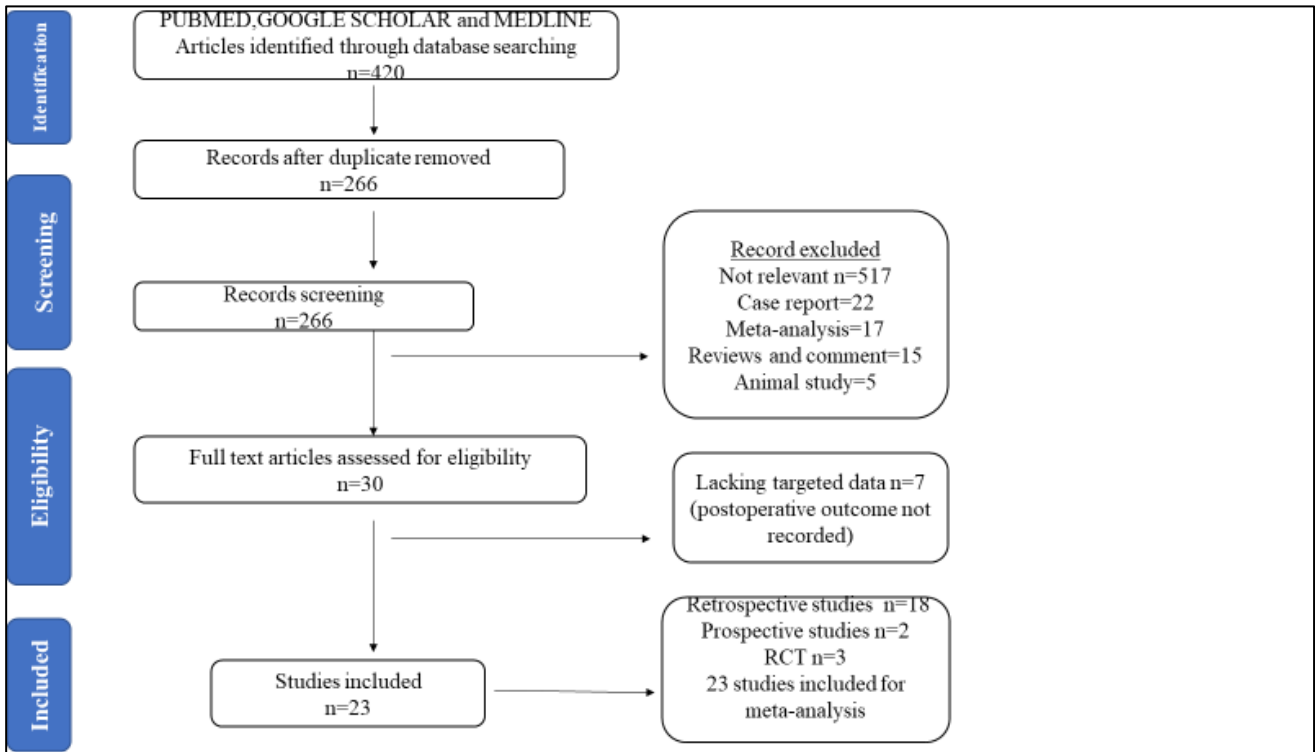 Identification
PUBMED,GOOGLE SCHOLAR and MEDLINE
Articles identified through database searching
n=420
Records after duplicate removed
n=266
Screening
Records screening
n=266
Record excluded
Not relevant n=517
Case report=22
Meta-analysis=17
Reviews and comment=15
Animal study=5
Eligibility
Full text articles assessed for eligibility
n=30
Lacking targeted data n=7
(postoperative outcome not
recorded)
Included
Studies included
n=23
Retrospective studies n=18
Prospective studies n=2
RCT n=3
23 studies included for
meta-analysis